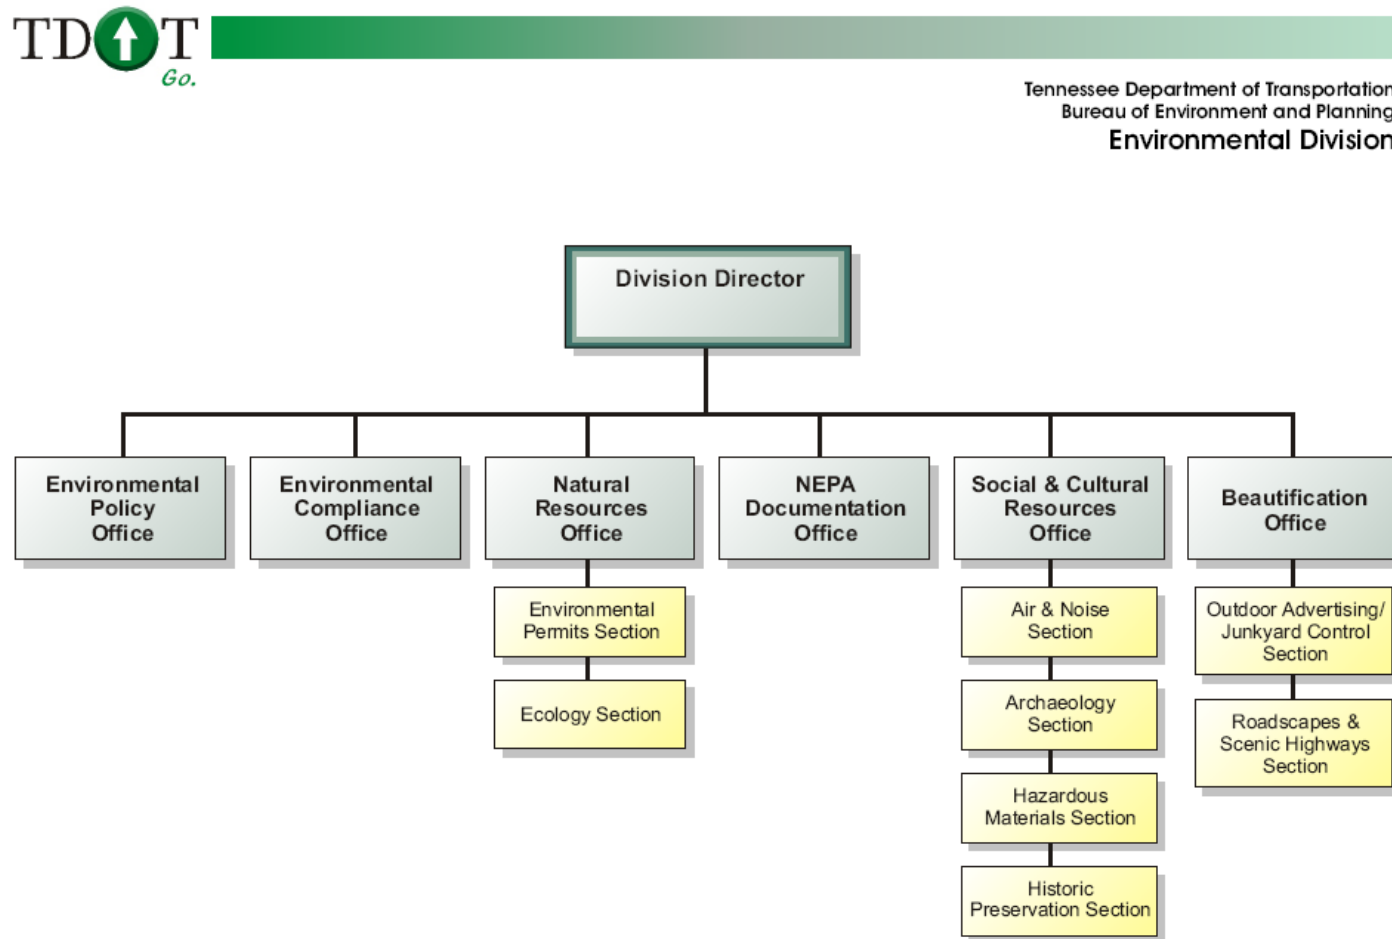 TDOT
Go.
Tennessee Department of Transportation
Bureau of Environment and Planning
Environmental Division
Division Director
Environmental
Policy
Office
Environmental
Compliance
Office
Natural
Resources
Office
NEPA
Documentation
Office
Social & Cultural
Resources
Office
Beautification
Office
Environmental
Permits Section
Ecology Section
Air & Noise
Section
Archaeology
Section
Hazardous
Materials Section
Historic
Preservation Section
Outdoor Advertising/
Junkyard Control
Section
Roadscapes &
Scenic Highways
Section